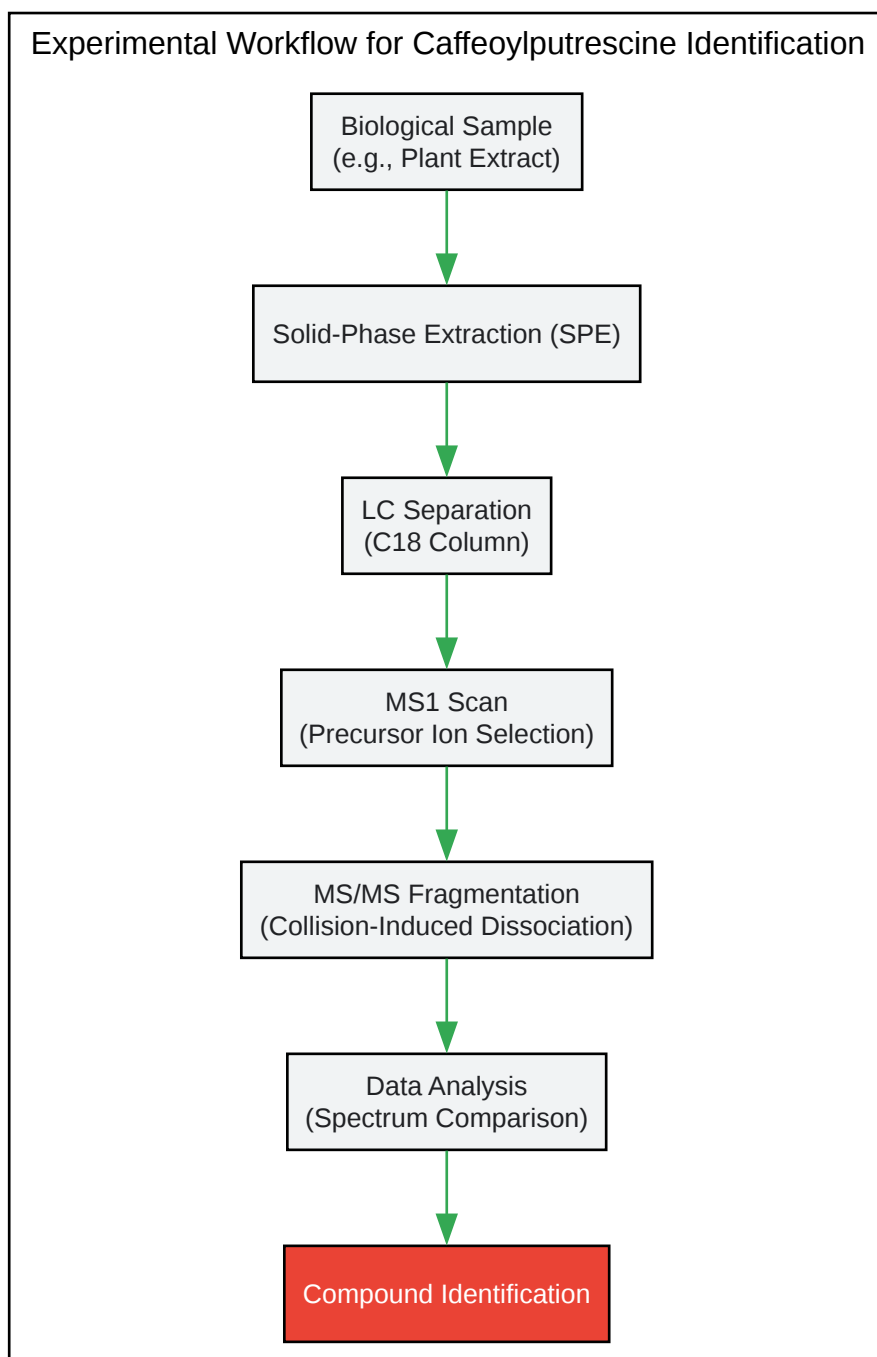 Experimental Workflow for Caffeoylputrescine Identification
Biological Sample
(e.g., Plant Extract)
Solid-Phase Extraction (SPE)
LC Separation
(C18 Column)
MS1 Scan
(Precursor Ion Selection)
MS/MS Fragmentation
(Collision-Induced Dissociation)
Data Analysis
(Spectrum Comparison)
Compound Identification